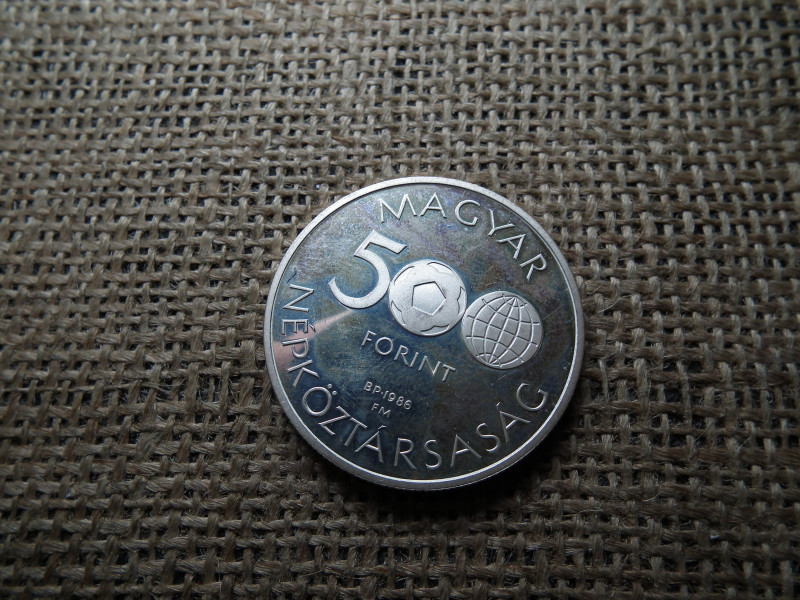 MAGYAR
500
FORINT
BP·1986
FM
NÉPKÖZTÁRSASÁG